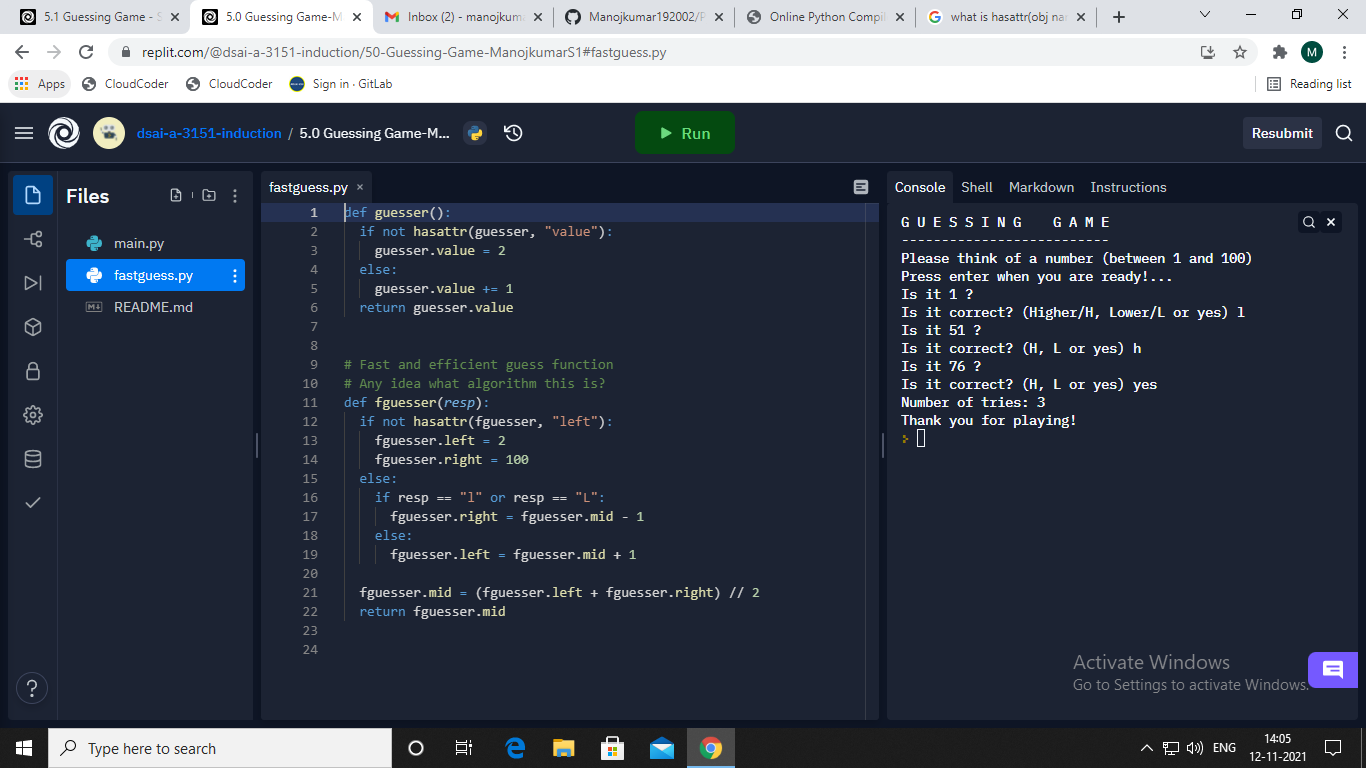 5.1 Guessing Game - S
5.0 Guessing Game-M
Inbox (2) - manojkuma
Manojkumar192002/P
Online Python Compil
what is hasattr(obj na
replit.com/@dsai-a-3151-induction/50-Guessing-Game-ManojkumarS1#fastguess.py
M
Apps
CloudCoder
CloudCoder
Sign in · GitLab
Reading list
dsai-a-3151-induction / 5.0 Guessing Game-M...
Run
Resubmit
Files
main.py
fastguess.py
README.md
fastguess.py
1 def guesser():
2 if not hasattr(guesser, "value"):
3 guesser.value = 2
4 else:
5 guesser.value += 1
6 return guesser.value
7
8
9 # Fast and efficient guess function
10 # Any idea what algorithm this is?
11 def fguesser(resp):
12 if not hasattr(fguesser, "left"):
13 fguesser.left = 2
14 fguesser.right = 100
15 else:
16 if resp == "l" or resp == "L":
17 fguesser.right = fguesser.mid - 1
18 else:
19 fguesser.left = fguesser.mid + 1
20
21 fguesser.mid = (fguesser.left + fguesser.right) // 2
22 return fguesser.mid
23
24
Console Shell Markdown Instructions
G U E S S I N G   G A M E
--------------------------
Please think of a number (between 1 and 100)
Press enter when you are ready!...
Is it 1 ?
Is it correct? (Higher/H, Lower/L or yes) l
Is it 51 ?
Is it correct? (H, L or yes) h
Is it 76 ?
Is it correct? (H, L or yes) yes
Number of tries: 3
Thank you for playing!
Activate Windows
Go to Settings to activate Windows.
?
Type here to search
ENG
14:05
12-11-2021